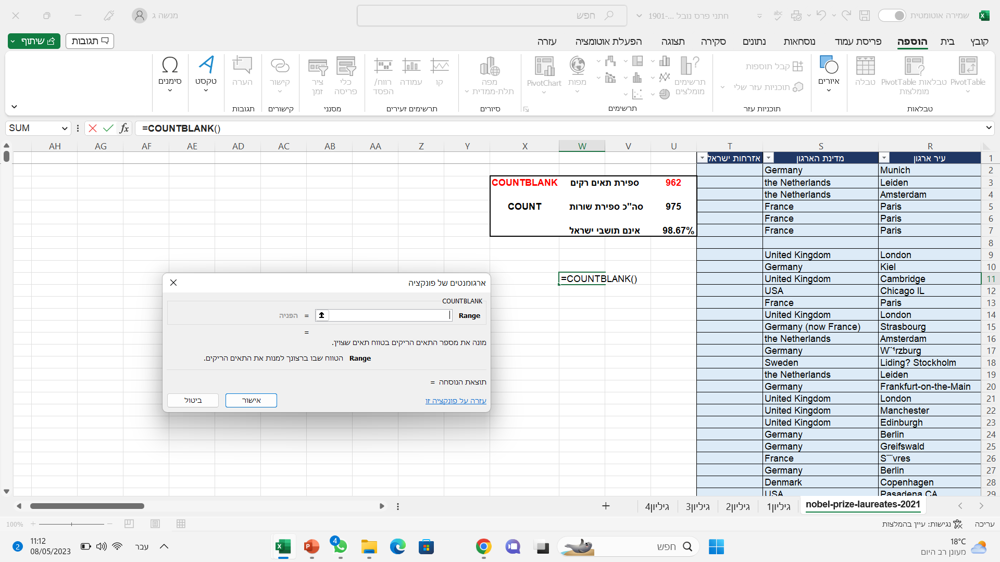 שמירה אוטומטית
חתני פרס נובל ...-1901
חפש
מנשה ג
קובץ בית הוספה פריסת עמוד נוסחאות נתונים סקירה תצוגה הפעלת אוטומציה עזרה
תגובות
שיתוף
PivotTable
טבלאות PivotTable מומלצות
טבלה
טבלאות
איורים
קבל תוספות
תוכניות עזר שלי
תוכניות עזר
תרשימים מומלצים
מפות
PivotChart
תרשימים
מפה תלת-ממדית
סיורים
קו
עמודה
רווח/הפסד
תרשימים זעירים
כלי פריסה
ציר זמן
מסנני
קישור
קישורים
הערה
תגובות
טקסט
סימנים
SUM
fx
=COUNTBLANK()
AH AG AF AE AD AC AB AA Z Y X W V U T S R
אזרחות ישראל מדינת הארגון עיר ארגון 1
Germany Munich 2
COUNTBLANK ספירת תאים רקים 962 the Netherlands Leiden 3
the Netherlands Amsterdam 4
COUNT סה"כ ספירת שורות 975 France Paris 5
France Paris 6
אינם תושבי ישראל 98.67% France Paris 7
8
United Kingdom London 9
Germany Kiel 10
=COUNTBLANK() United Kingdom Cambridge 11
USA Chicago IL 12
France Paris 13
United Kingdom London 14
Germany (now France) Strasbourg 15
the Netherlands Amsterdam 16
Germany W¨¹rzburg 17
Sweden Liding? Stockholm 18
the Netherlands Leiden 19
Germany Frankfurt-on-the-Main 20
United Kingdom London 21
United Kingdom Manchester 22
United Kingdom Edinburgh 23
Germany Berlin 24
Germany Greifswald 25
France S¨¨vres 26
Germany Berlin 27
Denmark Copenhagen 28
USA Pasadena CA 29
ארגומנטים של פונקציה
COUNTBLANK
Range = הפניה
=
מונה את מספר התאים הריקים בטווח תאים שצוין.
Range הטווח שבו ברצונך למנות את התאים הריקים.
תוצאת הנוסחה =
עזרה על פונקציה זו
אישור
ביטול
nobel-prize-laureates-2021 גיליון1 גיליון2 גיליון3 גיליון4
עריכה
נגישות: עיין בהמלצות
100%
18°C
מעונן רב היום
חפש
4
עבר
11:12
08/05/2023
2